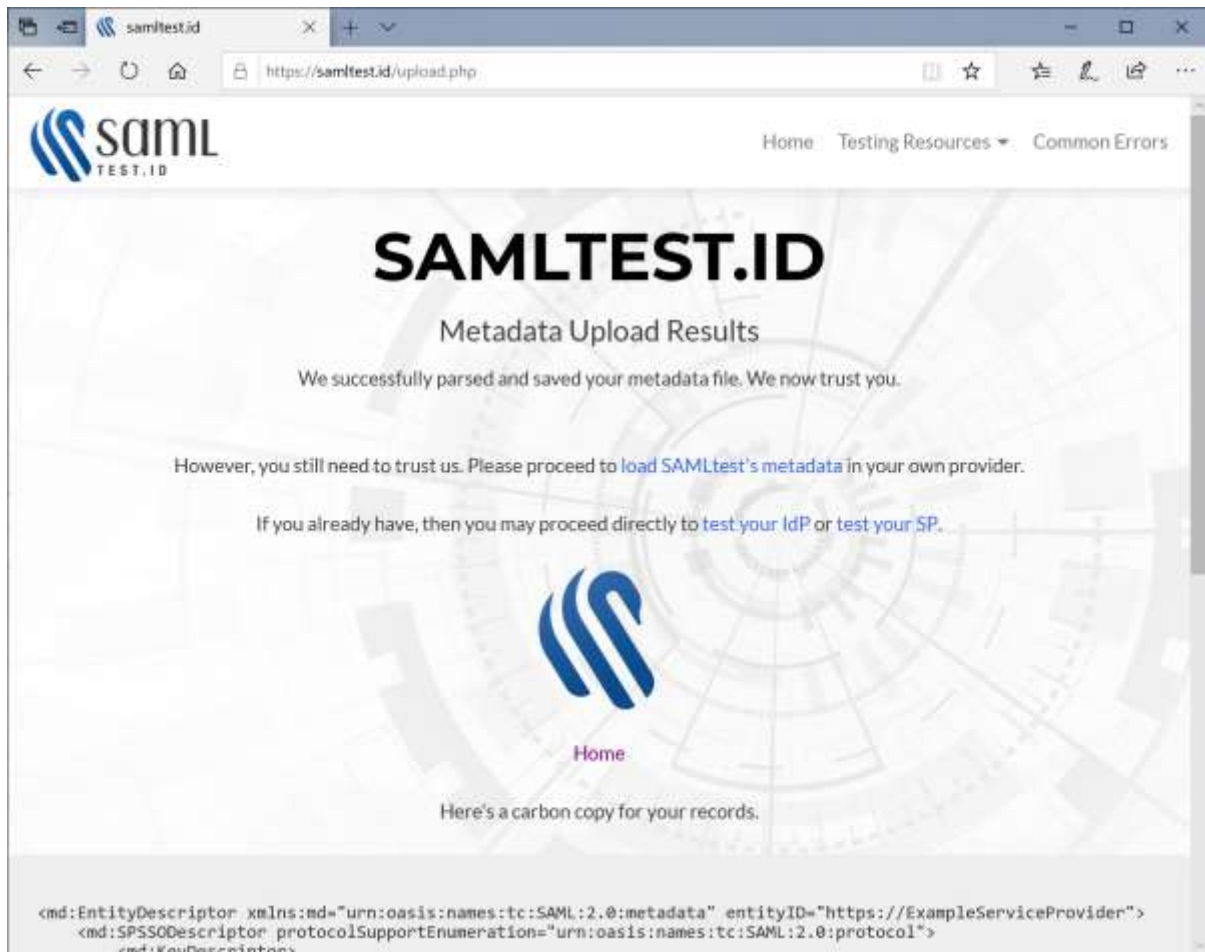 samltest.id
https://samltest.id/upload.php
saml
TEST.ID
Home Testing Resources Common Errors
SAMLTEST.ID
Metadata Upload Results
We successfully parsed and saved your metadata file. We now trust you.
However, you still need to trust us. Please proceed to load SAMLtest's metadata in your own provider.
If you already have, then you may proceed directly to test your IdP or test your SP.
Home
Here's a carbon copy for your records.
<md:EntityDescriptor xmlns:md="urn:oasis:names:tc:SAML:2.0:metadata" entityID="https://ExampleServiceProvider">
<md:SPSSODescriptor protocolSupportEnumeration="urn:oasis:names:tc:SAML:2.0:protocol">
<md:KeyDescriptor>